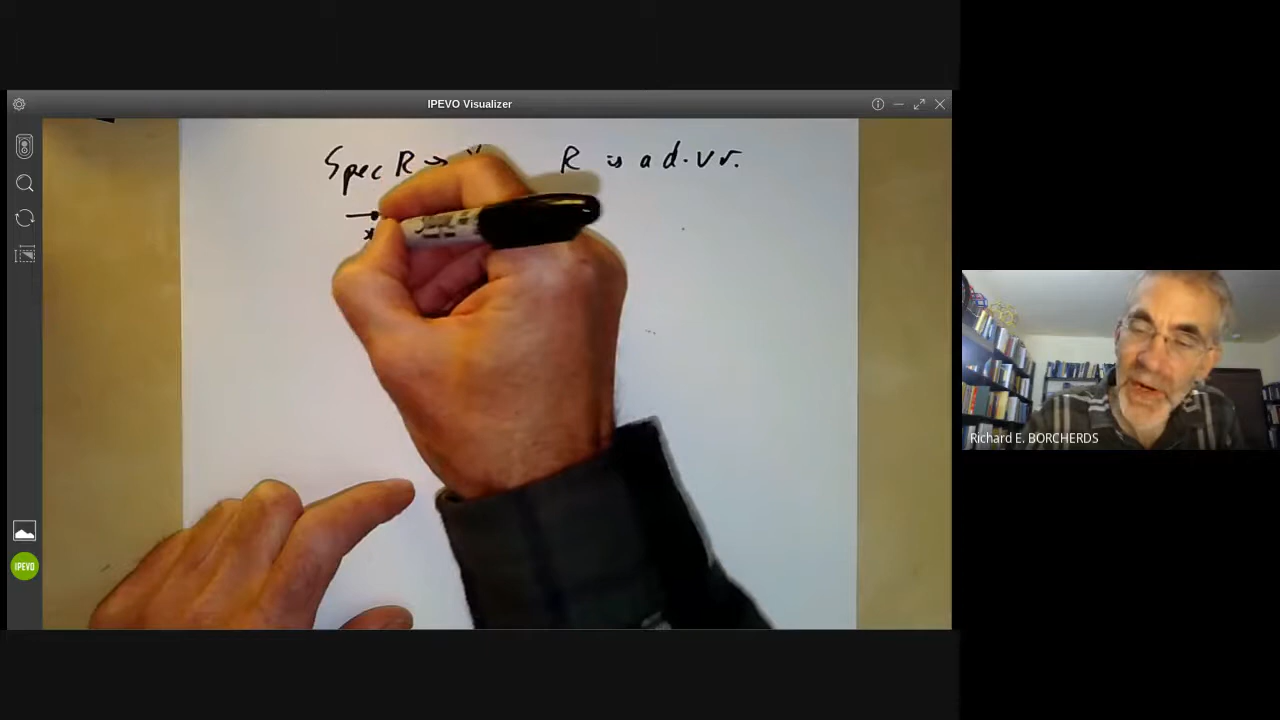 IPEVO Visualizer
Spec R → R is a d.v.r.
Richard E. BORCHERDS
IPEVO